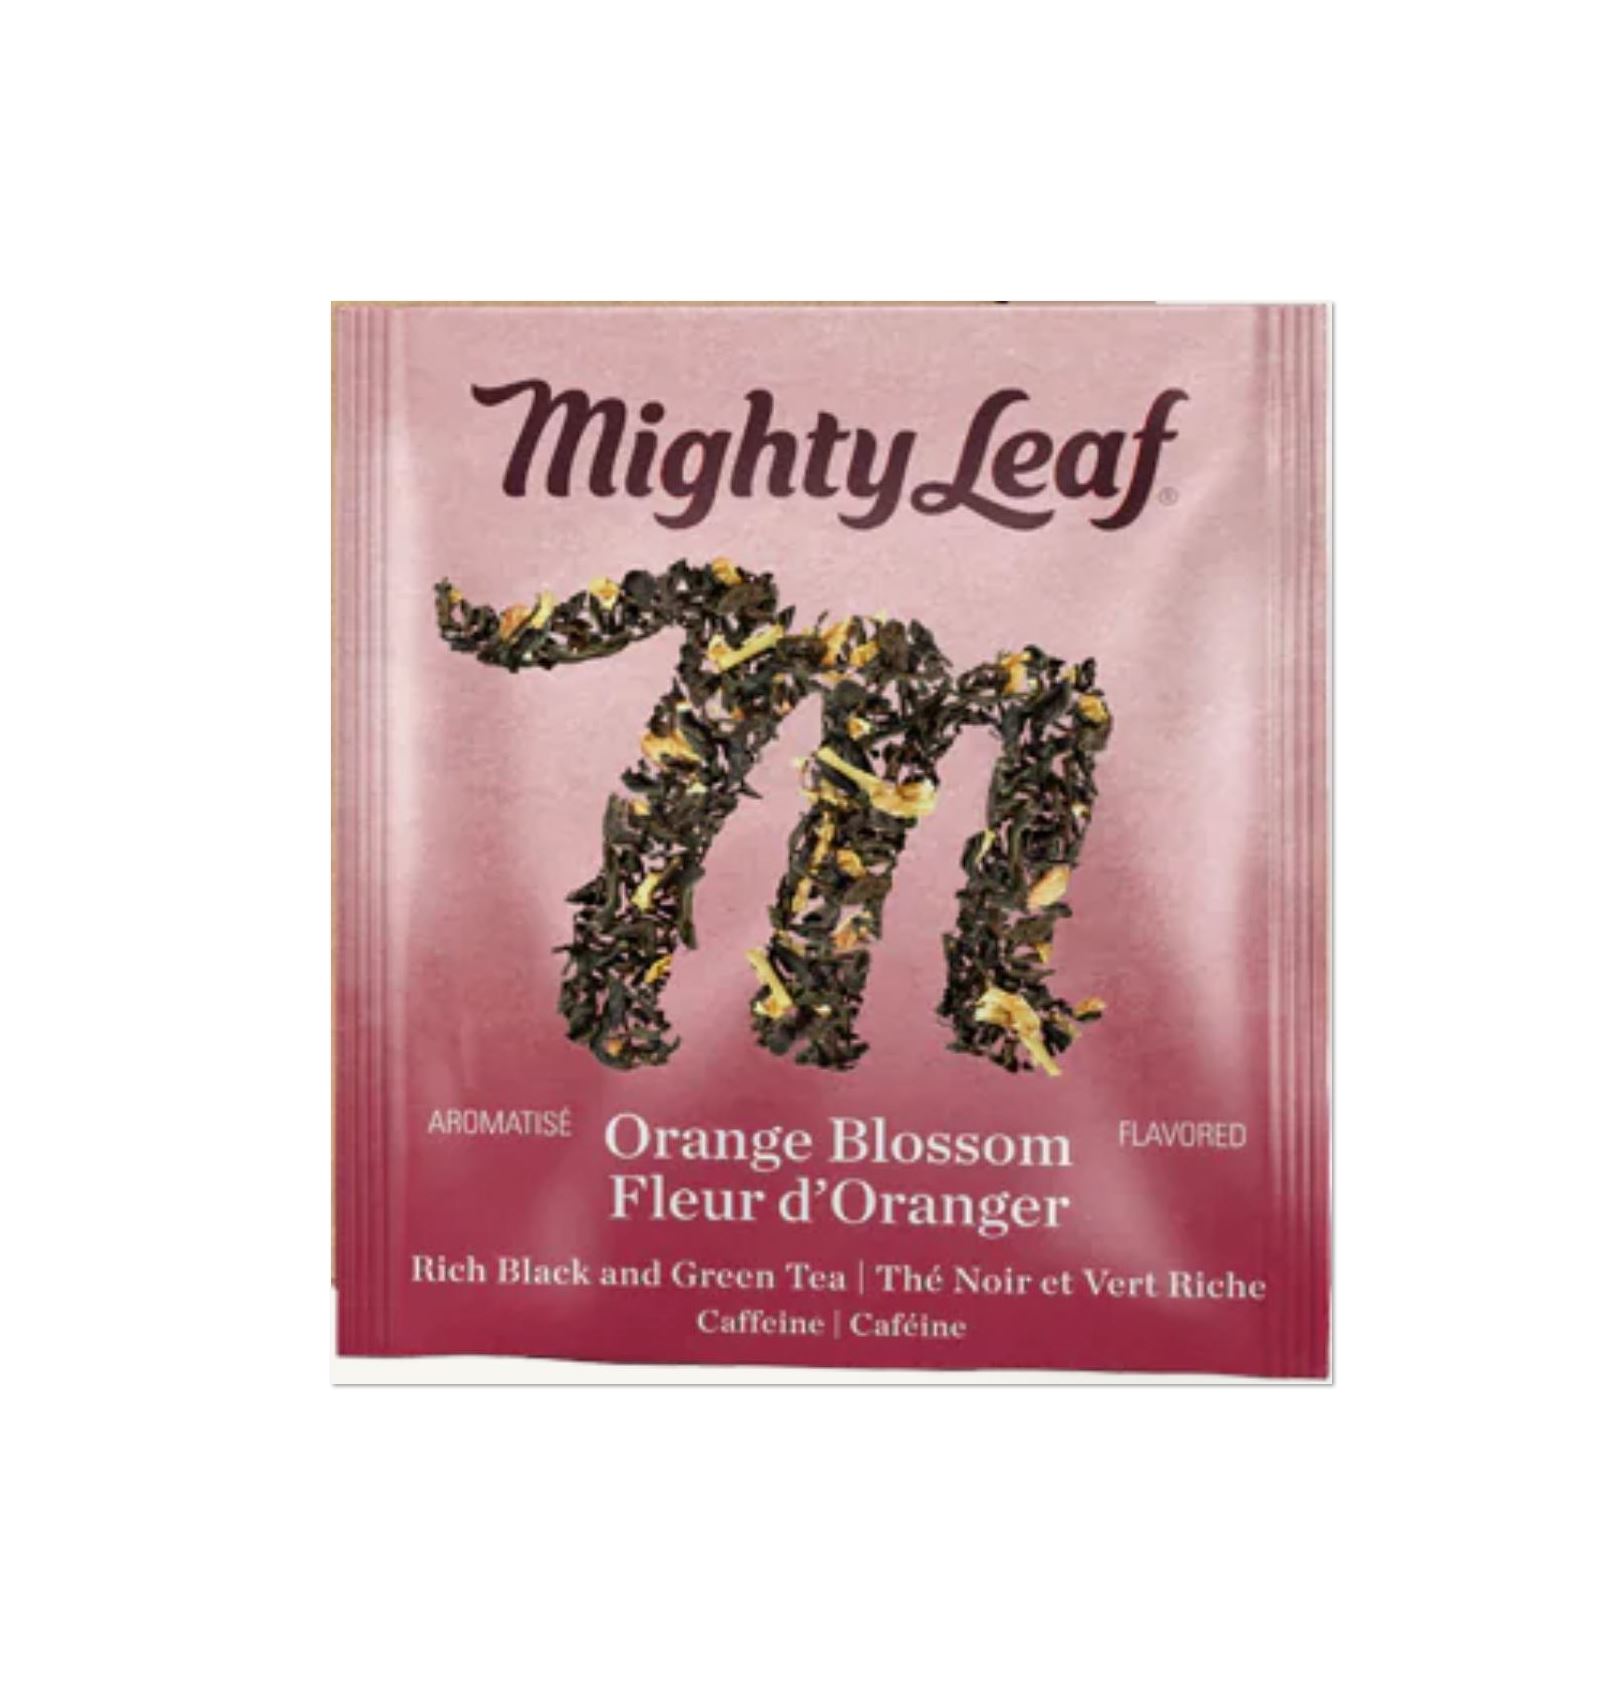 Mighty Leaf®
m
AROMATISÉ
Orange Blossom
FLAVORED
Fleur d’Oranger
Rich Black and Green Tea | Thé Noir et Vert Riche
Caffeine | Caféine